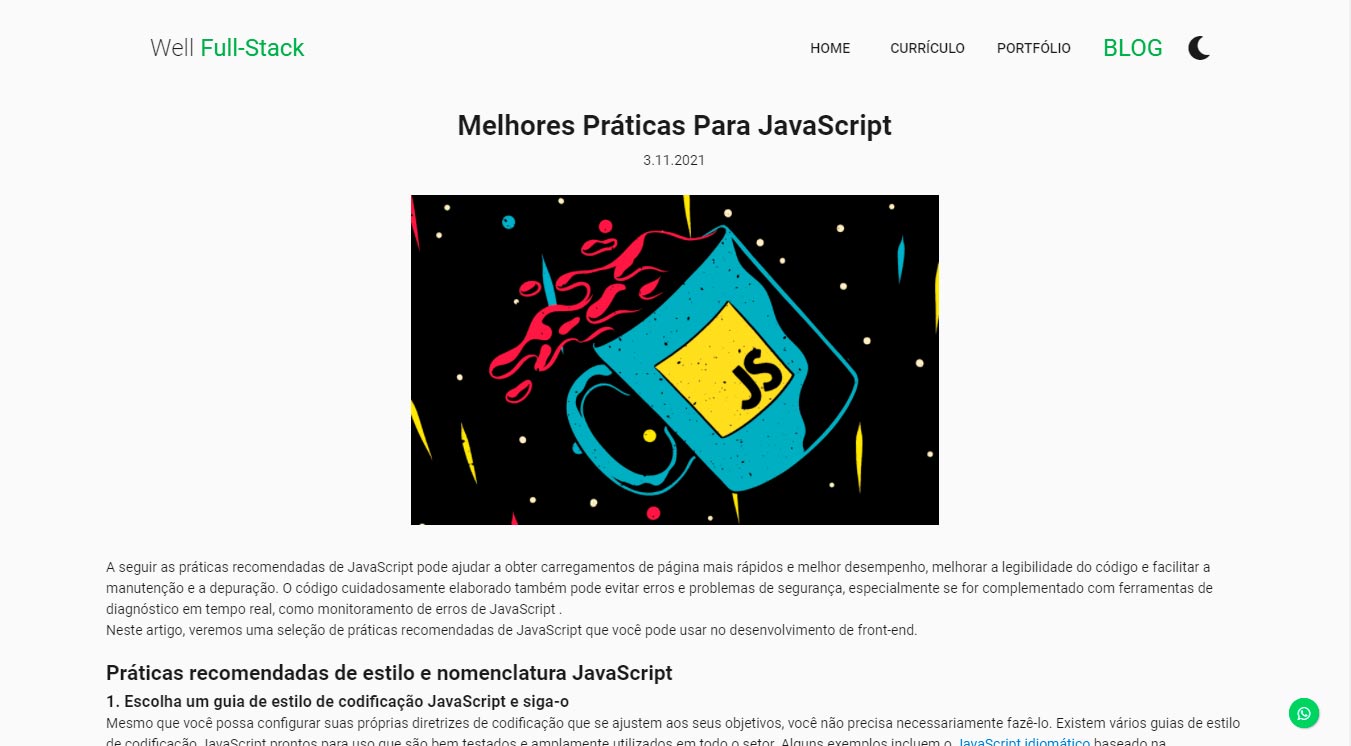 Well Full-Stack
HOME CURRÍCULO PORTFÓLIO BLOG
Melhores Práticas Para JavaScript
3.11.2021
JS
A seguir as práticas recomendadas de JavaScript pode ajudar a obter carregamentos de página mais rápidos e melhor desempenho, melhorar a legibilidade do código e facilitar a
manutenção e a depuração. O código cuidadosamente elaborado também pode evitar erros e problemas de segurança, especialmente se for complementado com ferramentas de
diagnóstico em tempo real, como monitoramento de erros de JavaScript .
Neste artigo, veremos uma seleção de práticas recomendadas de JavaScript que você pode usar no desenvolvimento de front-end.
Práticas recomendadas de estilo e nomenclatura JavaScript
1. Escolha um guia de estilo de codificação JavaScript e siga-o
Mesmo que você possa configurar suas próprias diretrizes de codificação que se ajustem aos seus objetivos, você não precisa necessariamente fazê-lo. Existem vários guias de estilo
de codificação JavaScript prontos para uso que são bem testados e amplamente utilizados em todo o setor. Alguns exemplos incluem o JavaScript idiomático baseado na